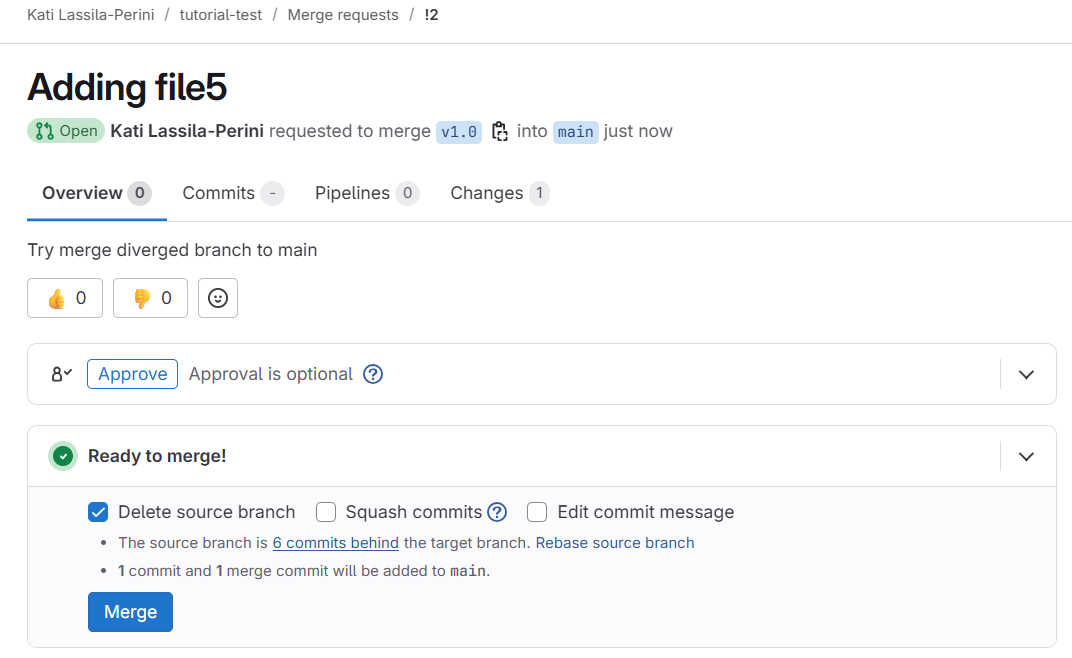 Kati Lassila-Perini / tutorial-test / Merge requests / !2
Adding file5
Open Kati Lassila-Perini requested to merge v1.0 into main just now
Overview 0 Commits - Pipelines 0 Changes 1
Try merge diverged branch to main
👍 0 👎 0
Approve Approval is optional ?
Ready to merge!
Delete source branch Squash commits ? Edit commit message
• The source branch is 6 commits behind the target branch. Rebase source branch
• 1 commit and 1 merge commit will be added to main.
Merge